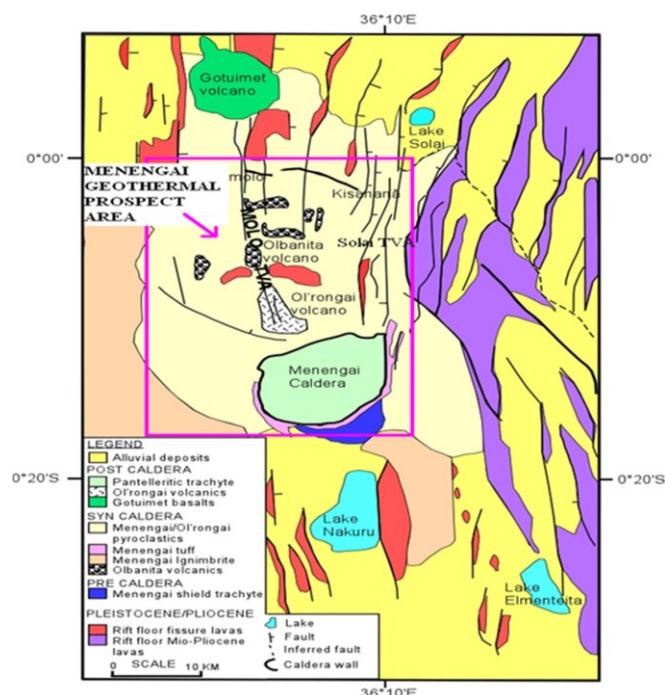 36°10'E
Gotuimet
volcano
Lake
Solai
0°00'
0°00'
MENENGAI
GEOTHERMAL
PROSPECT
AREA
molo
Kisanana
MOLO TVA
Solai TVA
Olbanita
volcano
Ol'rongai
volcano
Menengai
Caldera
0°20'S
0°20'S
LEGEND
Alluvial deposits
POST CALDERA
Pantelleritic trachyte
Ol'rongai volcanics
Gotuimet basalts
SYN CALDERA
Menengai/Ol'rongai
pyroclastics
Menengai tuff
Menengai Ignimbrite
Olbanita volcanics
PRE CALDERA
Menengai shield trachyte
PLEISTOCENE/PLIOCENE
Rift floor fissure lavas
Rift floor Mio-Pliocene
lavas
0 SCALE 10 KM
Lake
Fault
Inferred fault
Caldera wall
Lake
Nakuru
Lake
Elmenteita
36°10'E